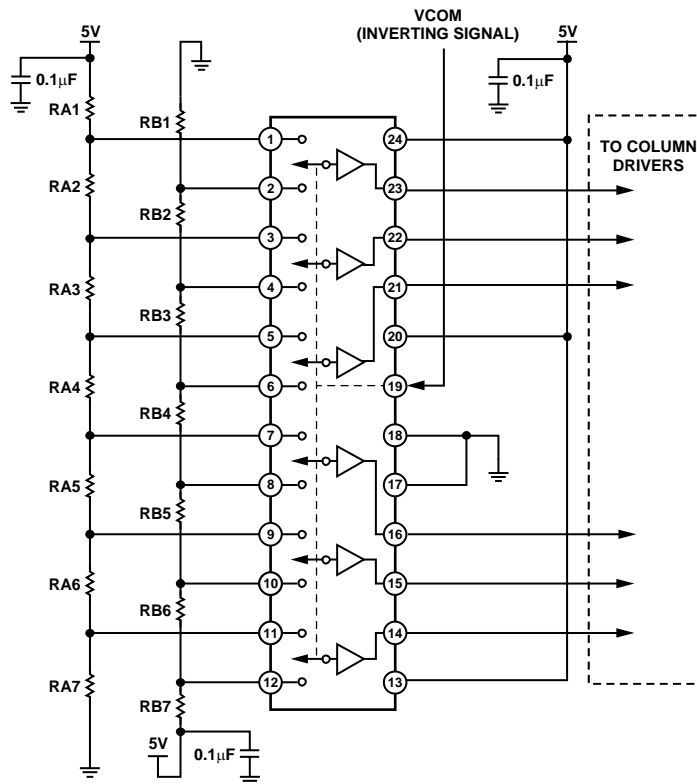 VCOM
(INVERTING SIGNAL)
5V
5V
0.1µF
0.1µF
RA1
RB1
1
24
TO COLUMN
DRIVERS
RA2
2
23
RB2
3
22
RA3
4
21
RB3
5
20
RA4
6
19
RB4
7
18
RA5
8
17
RB5
9
16
RA6
10
15
RB6
11
14
RA7
12
13
RB7
5V
0.1µF